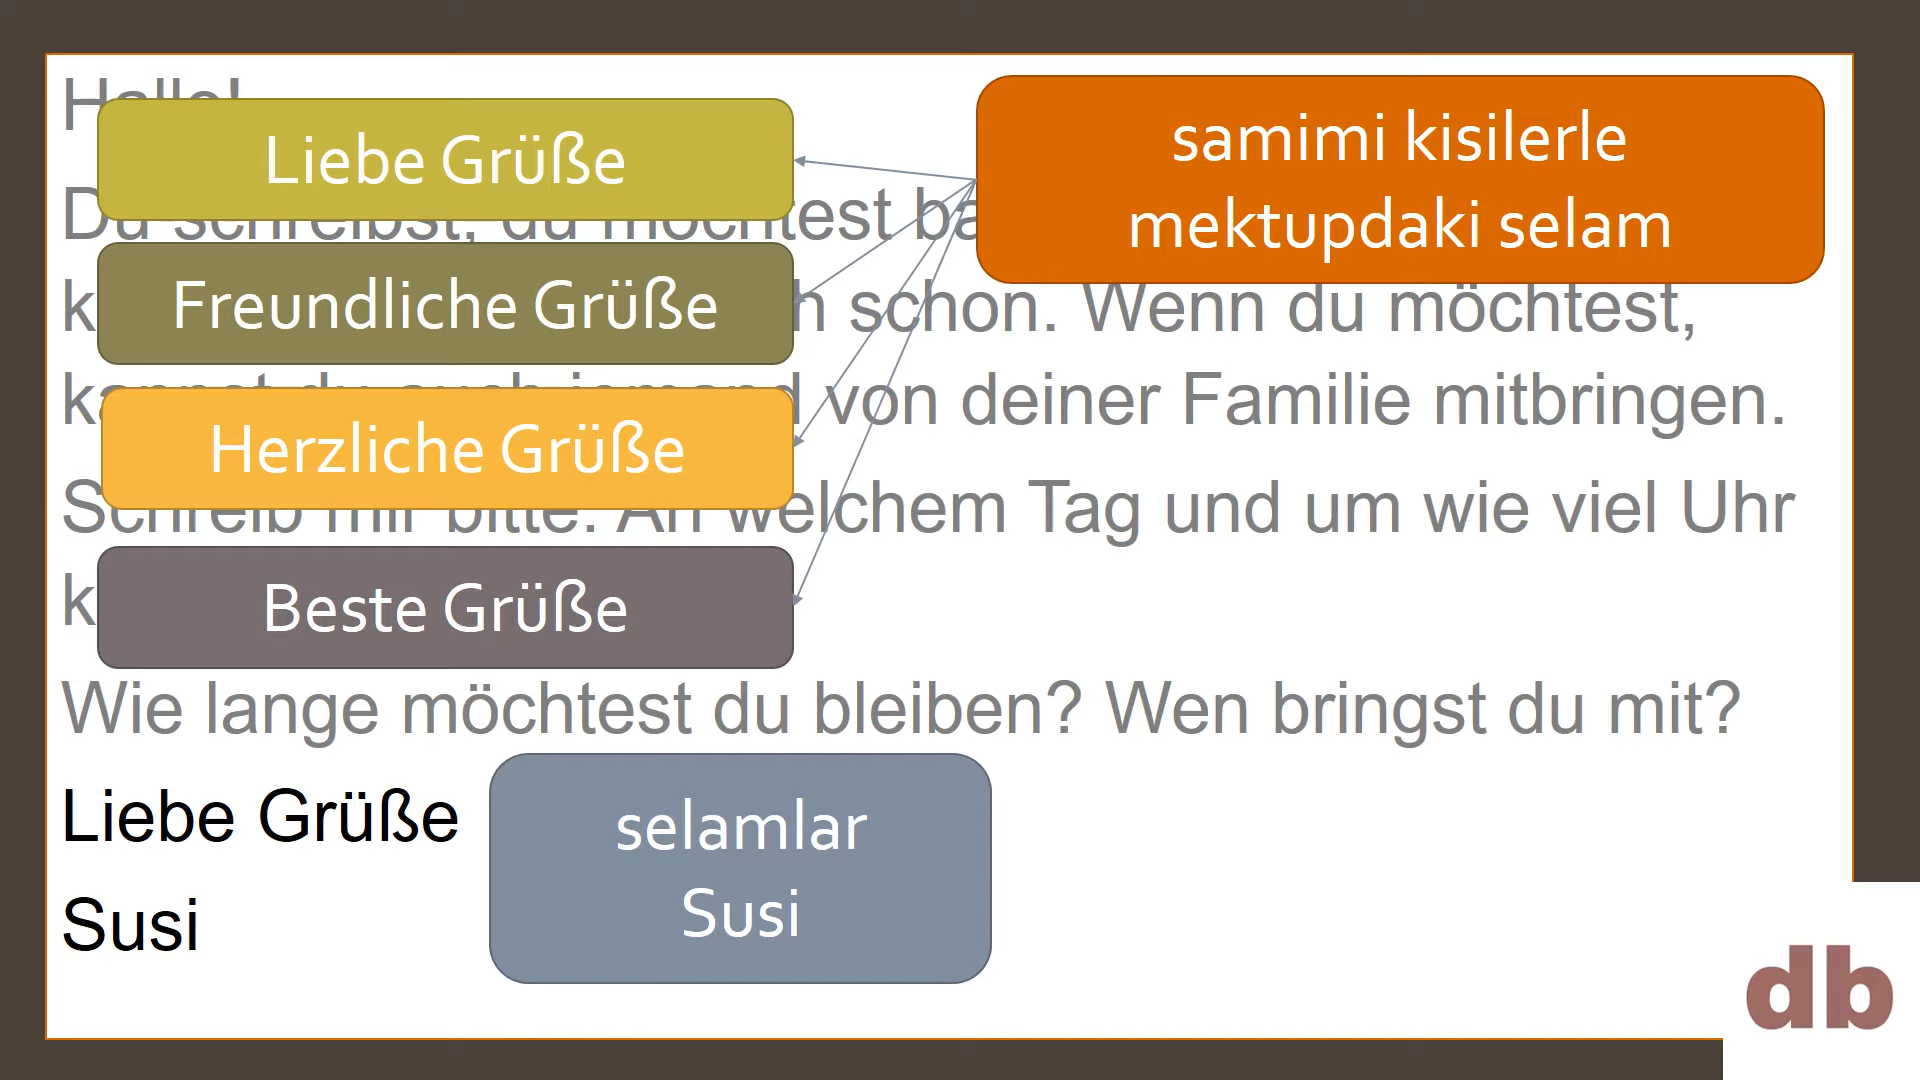 Liebe Grüße
samimi kisilerle
mektupdaki selam
test
Freundliche Grüße
schon. Wenn du möchtest,
von deiner Familie mitbringen.
Herzliche Grüße
welchem Tag und um wie viel Uhr
Beste Grüße
Wie lange möchtest du bleiben? Wen bringst du mit?
Liebe Grüße
selamlar
Susi
Susi
db